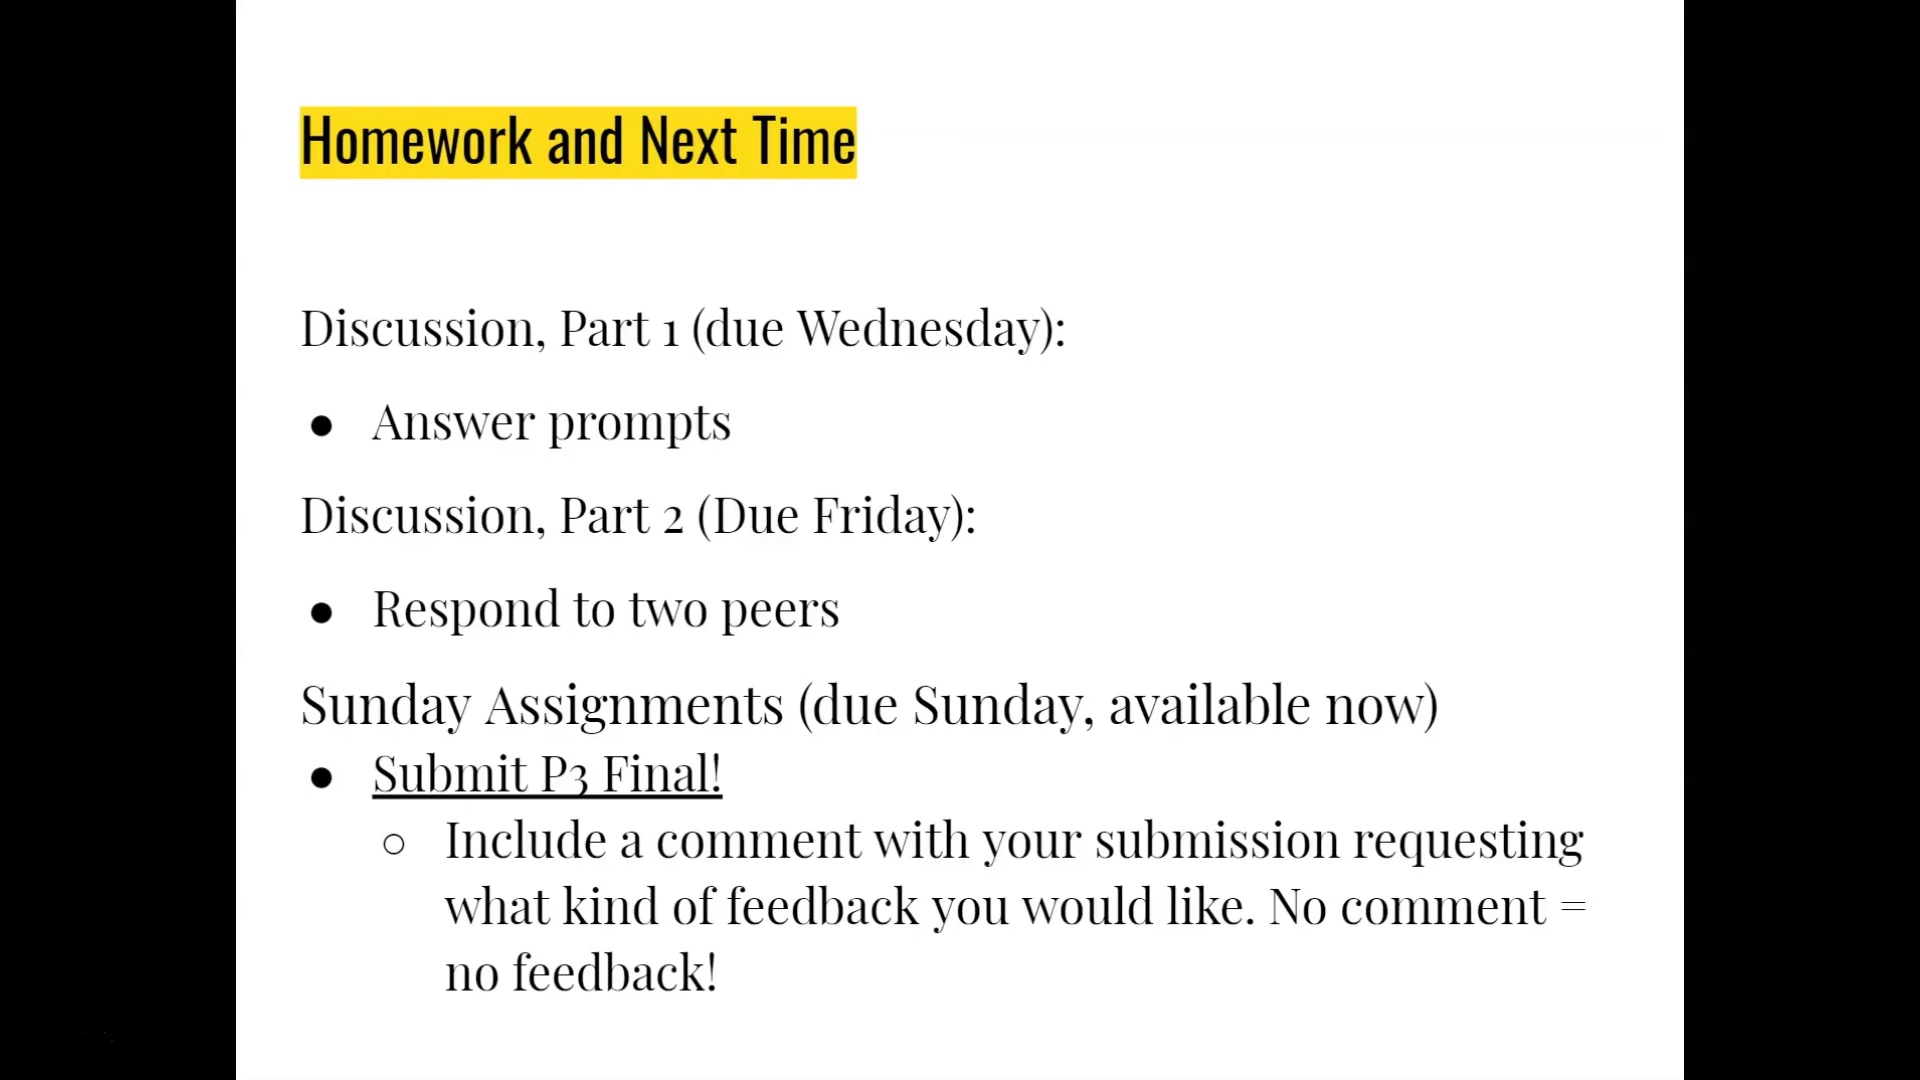 Homework and Next Time
Discussion, Part 1 (due Wednesday):
● Answer prompts
Discussion, Part 2 (Due Friday):
● Respond to two peers
Sunday Assignments (due Sunday, available now)
● Submit P3 Final!
○ Include a comment with your submission requesting
what kind of feedback you would like. No comment =
no feedback!